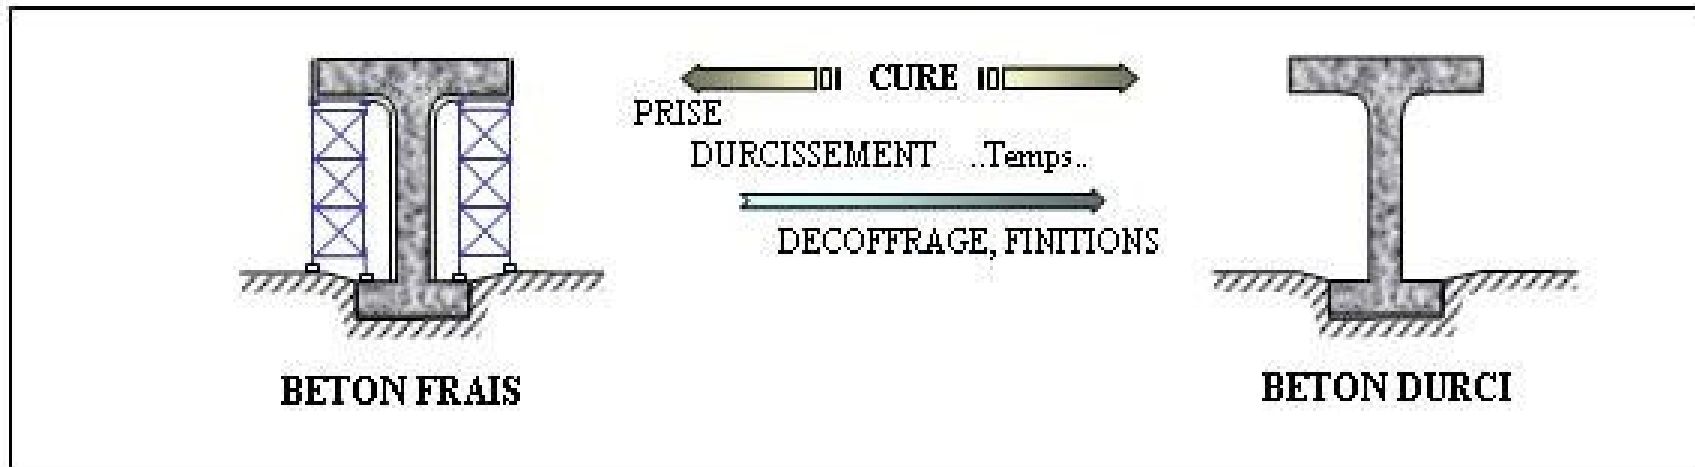 CURE
PRISE
DURCISSEMENT ..Temps..
DECOFFRAGE, FINITIONS
BETON FRAIS
BETON DURCI